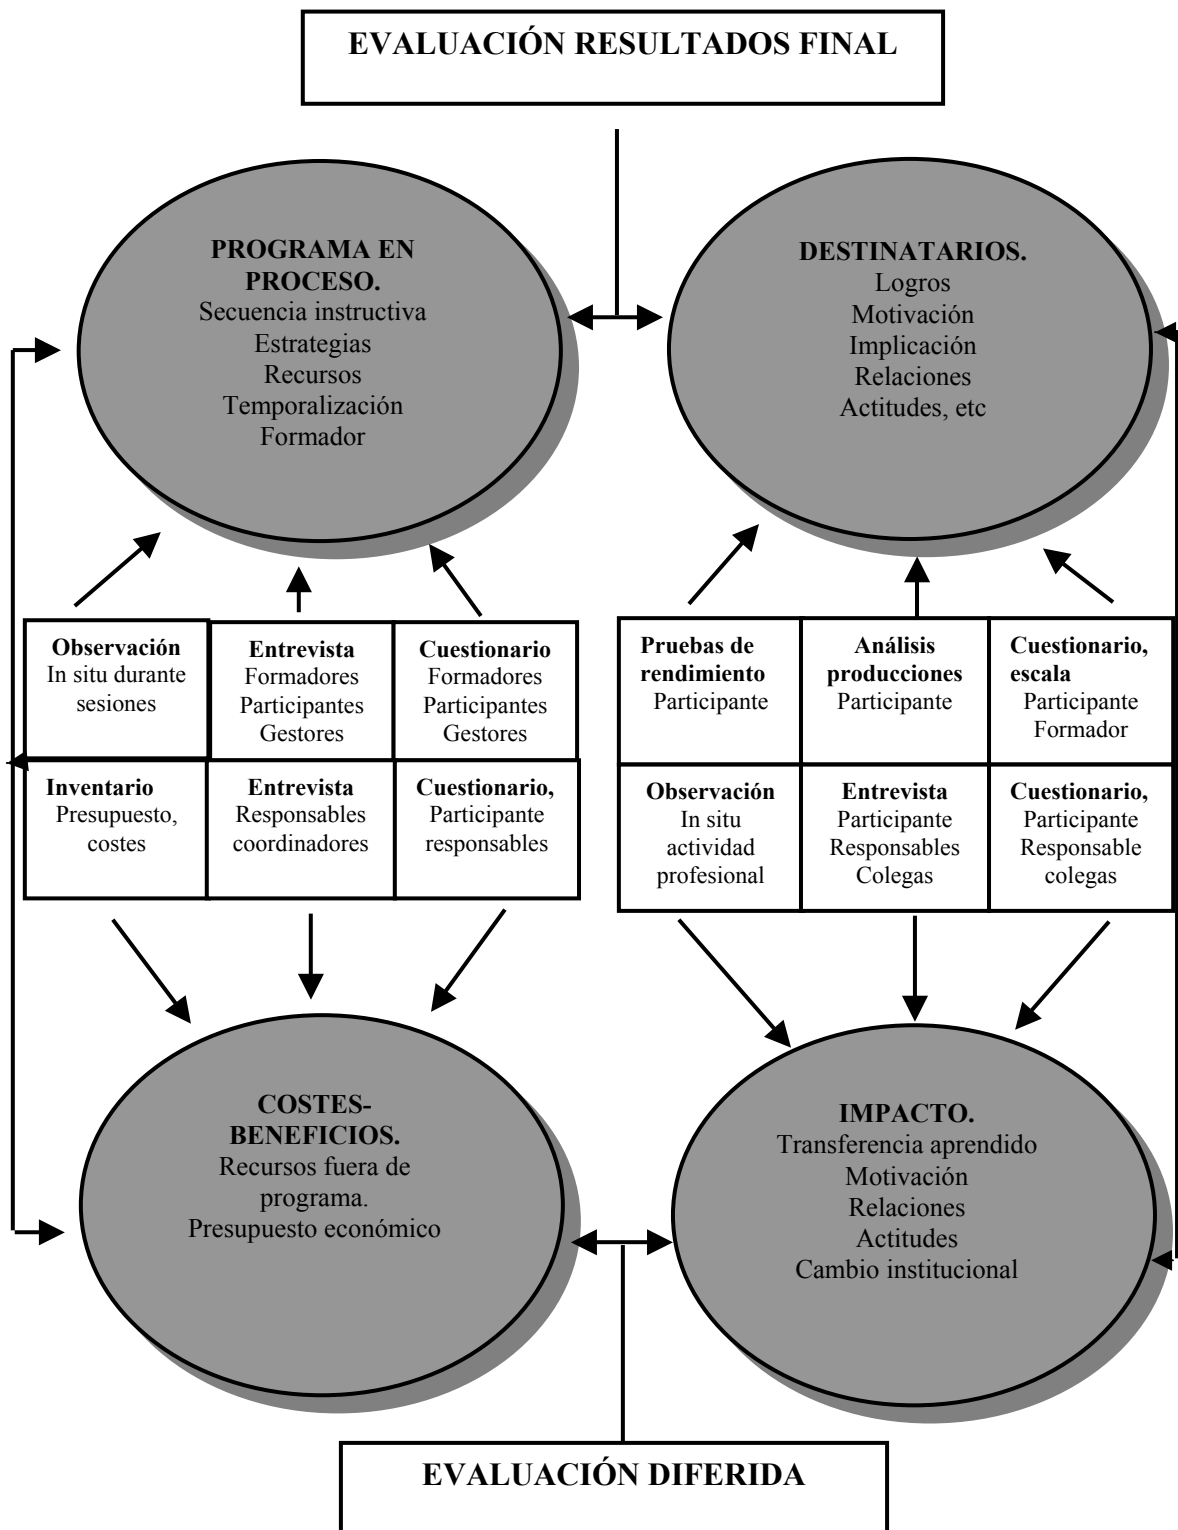 EVALUACIÓN RESULTADOS FINAL
PROGRAMA EN
PROCESO.
Secuencia instructiva
Estrategias
Recursos
Temporalización
Formador
DESTINATARIOS.
Logros
Motivación
Implicación
Relaciones
Actitudes, etc
Observación
In situ durante
sesiones
Entrevista
Formadores
Participantes
Gestores
Cuestionario
Formadores
Participantes
Gestores
Pruebas de
rendimiento
Participante
Análisis
producciones
Participante
Cuestionario,
escala
Participante
Formador
Inventario
Presupuesto,
costes
Entrevista
Responsables
coordinadores
Cuestionario,
Participante
responsables
Observación
In situ
actividad
profesional
Entrevista
Participante
Responsables
Colegas
Cuestionario,
Participante
Responsable
colegas
COSTES-
BENEFICIOS.
Recursos fuera de
programa.
Presupuesto económico
IMPACTO.
Transferencia aprendido
Motivación
Relaciones
Actitudes
Cambio institucional
EVALUACIÓN DIFERIDA